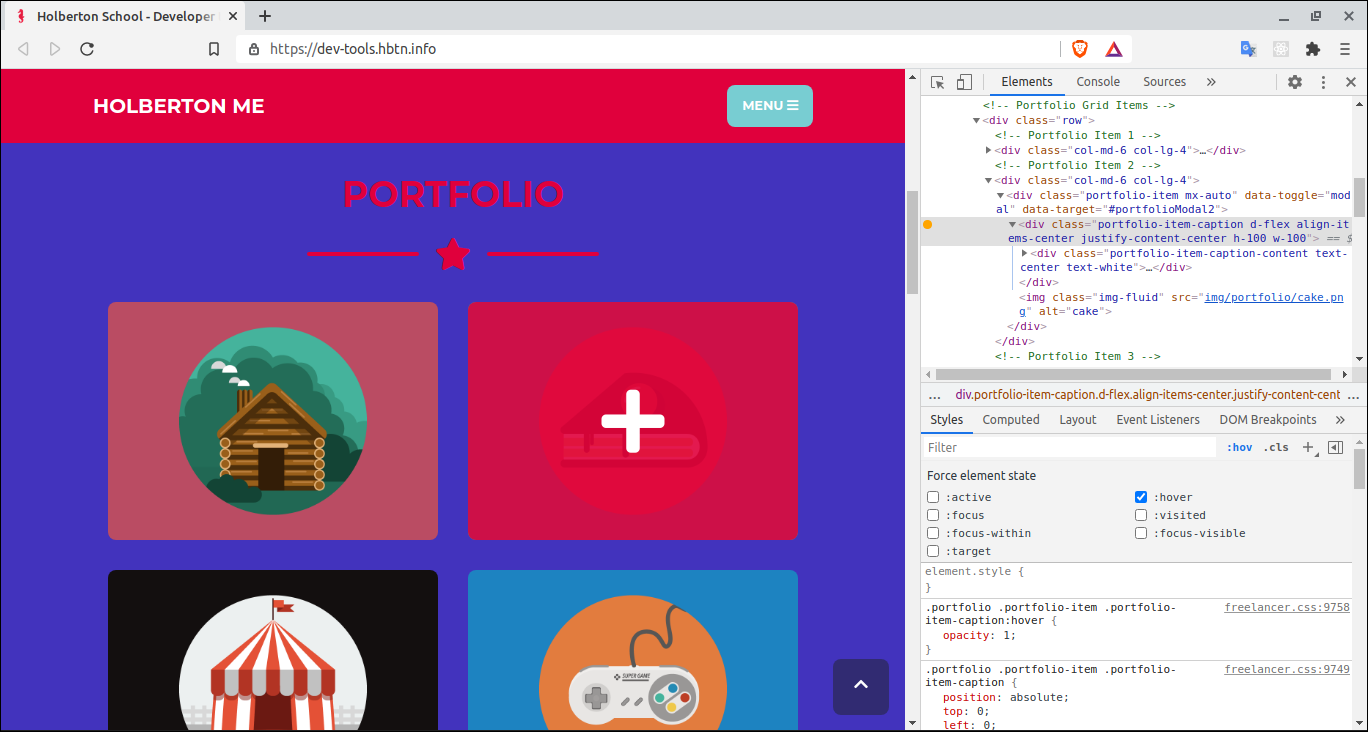 Holberton School - Developer
https://dev-tools.hbtn.info
HOLBERTON ME
MENU
PORTFOLIO
SUPER GAME
Elements Console Sources
<!-- Portfolio Grid Items -->
<div class="row">
<!-- Portfolio Item 1 -->
<div class="col-md-6 col-lg-4">…</div>
<!-- Portfolio Item 2 -->
<div class="col-md-6 col-lg-4">
<div class="portfolio-item mx-auto" data-toggle="mod
al" data-target="#portfolioModal2">
<div class="portfolio-item-caption d-flex align-it
ems-center justify-content-center h-100 w-100"> == $
<div class="portfolio-item-caption-content text-
center text-white">…</div>
</div>
<img class="img-fluid" src="img/portfolio/cake.pn
g" alt="cake">
</div>
</div>
<!-- Portfolio Item 3 -->
… div.portfolio-item-caption.d-flex.align-items-center.justify-content-cent …
Styles Computed Layout Event Listeners DOM Breakpoints
Filter :hov .cls
Force element state
:active :hover
:focus :visited
:focus-within :focus-visible
:target
element.style {
}
.portfolio .portfolio-item .portfolio- freelancer.css:9758
item-caption:hover {
opacity: 1;
}
.portfolio .portfolio-item .portfolio- freelancer.css:9749
item-caption {
position: absolute;
top: 0;
left: 0;